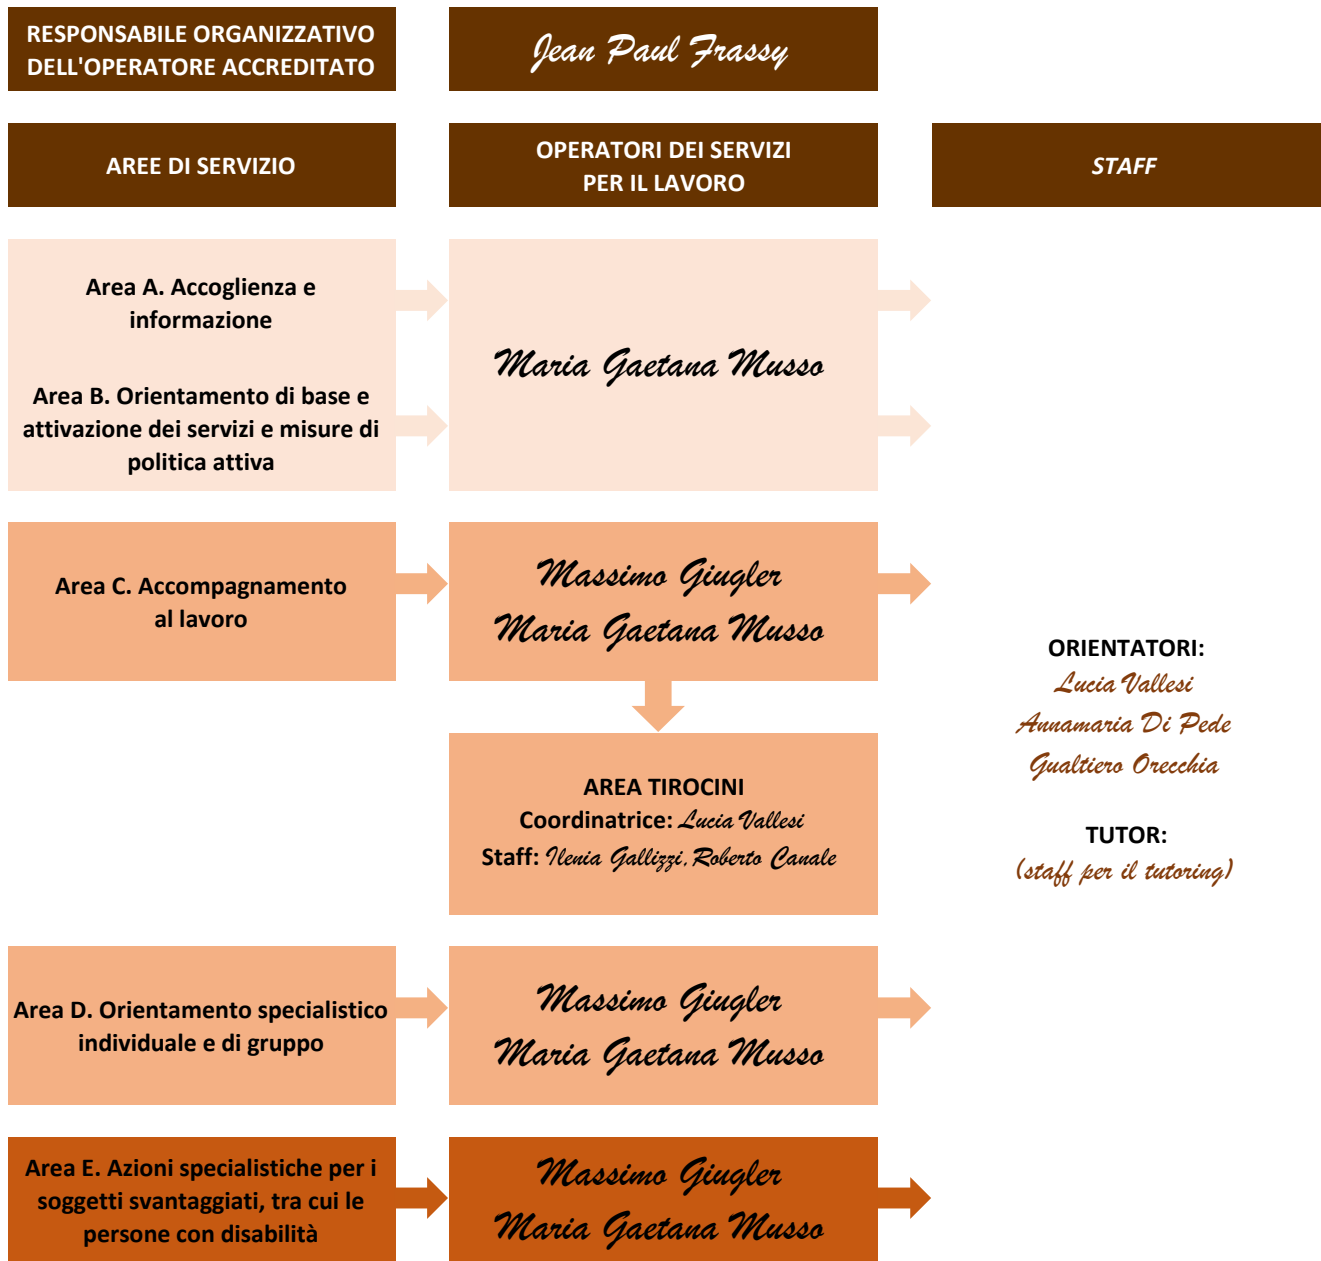 RESPONSABILE ORGANIZZATIVO
DELL'OPERATORE ACCREDITATO
Jean Paul Frassy
AREE DI SERVIZIO
OPERATORI DEI SERVIZI
PER IL LAVORO
STAFF
Area A. Accoglienza e
informazione
Area B. Orientamento di base e
attivazione dei servizi e misure di
politica attiva
Maria Gaetana Musso
Area C. Accompagnamento
al lavoro
Massimo Giugler
Maria Gaetana Musso
AREA TIROCINI
Coordinatrice: Lucia Vallesi
Staff: Ilenia Gallizzi, Roberto Canale
ORIENTATORI:
Lucia Vallesi
Annamaria Di Pede
Gualtiero Orecchia
TUTOR:
(staff per il tutoring)
Area D. Orientamento specialistico
individuale e di gruppo
Massimo Giugler
Maria Gaetana Musso
Area E. Azioni specialistiche per i
soggetti svantaggiati, tra cui le
persone con disabilità
Massimo Giugler
Maria Gaetana Musso